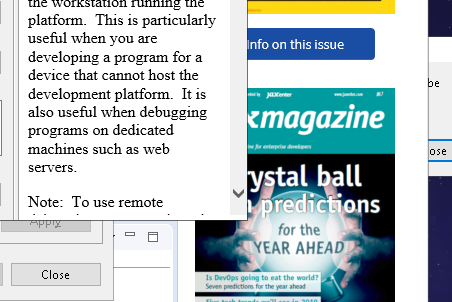 the workstation running the
platform. This is particularly
useful when you are
developing a program for a
device that cannot host the
development platform. It is
also useful when debugging
programs on dedicated
machines such as web
servers.
Note: To use remote
Apply
Close
Info on this issue
JAXenter
www.jaxenter.com
#17
magazine
ine for enterprise developers
ystal ball
predictions
for the
YEAR AHEAD
Is DevOps going to eat the world?
Seven predictions for the year ahead
be
ose